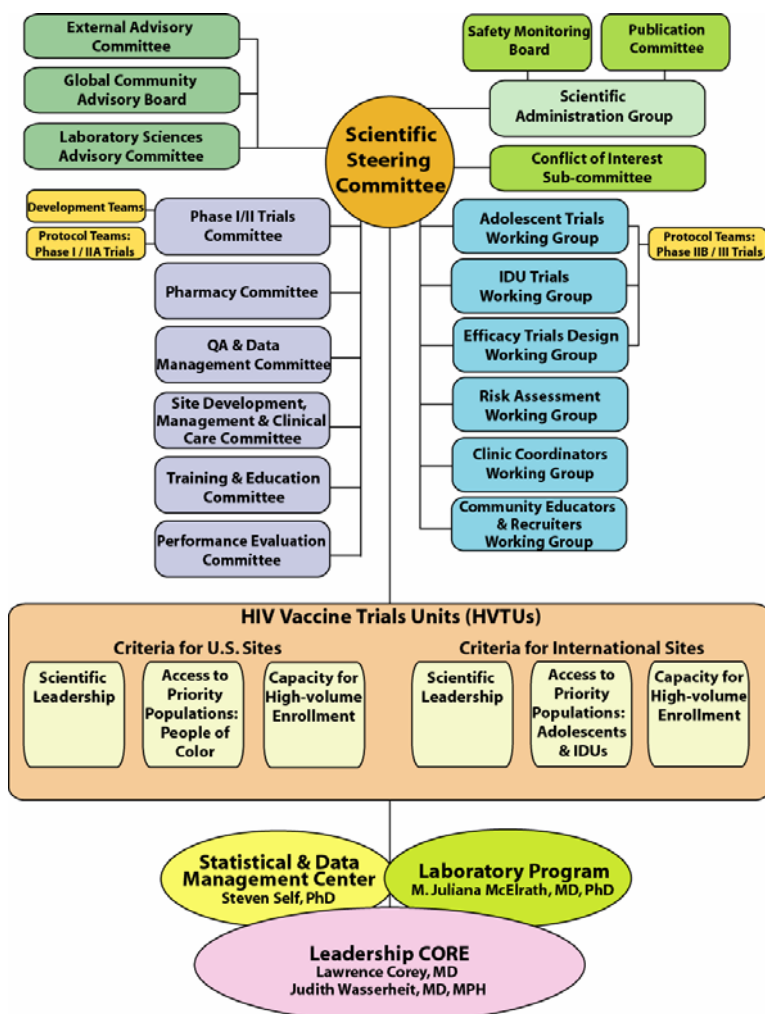 External Advisory
Committee
Global Community
Advisory Board
Laboratory Sciences
Advisory Committee
Safety Monitoring
Board
Publication
Committee
Scientific
Administration Group
Conflict of Interest
Sub-committee
Scientific
Steering
Committee
Development Teams
Protocol Teams:
Phase I / IIA Trials
Phase I/II Trials
Committee
Pharmacy Committee
QA & Data
Management Committee
Site Development,
Management & Clinical
Care Committee
Training & Education
Committee
Performance Evaluation
Committee
Adolescent Trials
Working Group
IDU Trials
Working Group
Efficacy Trials Design
Working Group
Risk Assessment
Working Group
Clinic Coordinators
Working Group
Community Educators
& Recruiters
Working Group
Protocol Teams:
Phase IIB / III Trials
HIV Vaccine Trials Units (HVTUs)
Criteria for U.S. Sites
Scientific
Leadership
Access to
Priority
Populations:
People of
Color
Capacity for
High-volume
Enrollment
Criteria for International Sites
Scientific
Leadership
Access to
Priority
Populations:
Adolescents
& IDUs
Capacity for
High-volume
Enrollment
Statistical & Data
Management Center
Steven Self, PhD
Laboratory Program
M. Juliana McElrath, MD, PhD
Leadership CORE
Lawrence Corey, MD
Judith Wasserheit, MD, MPH